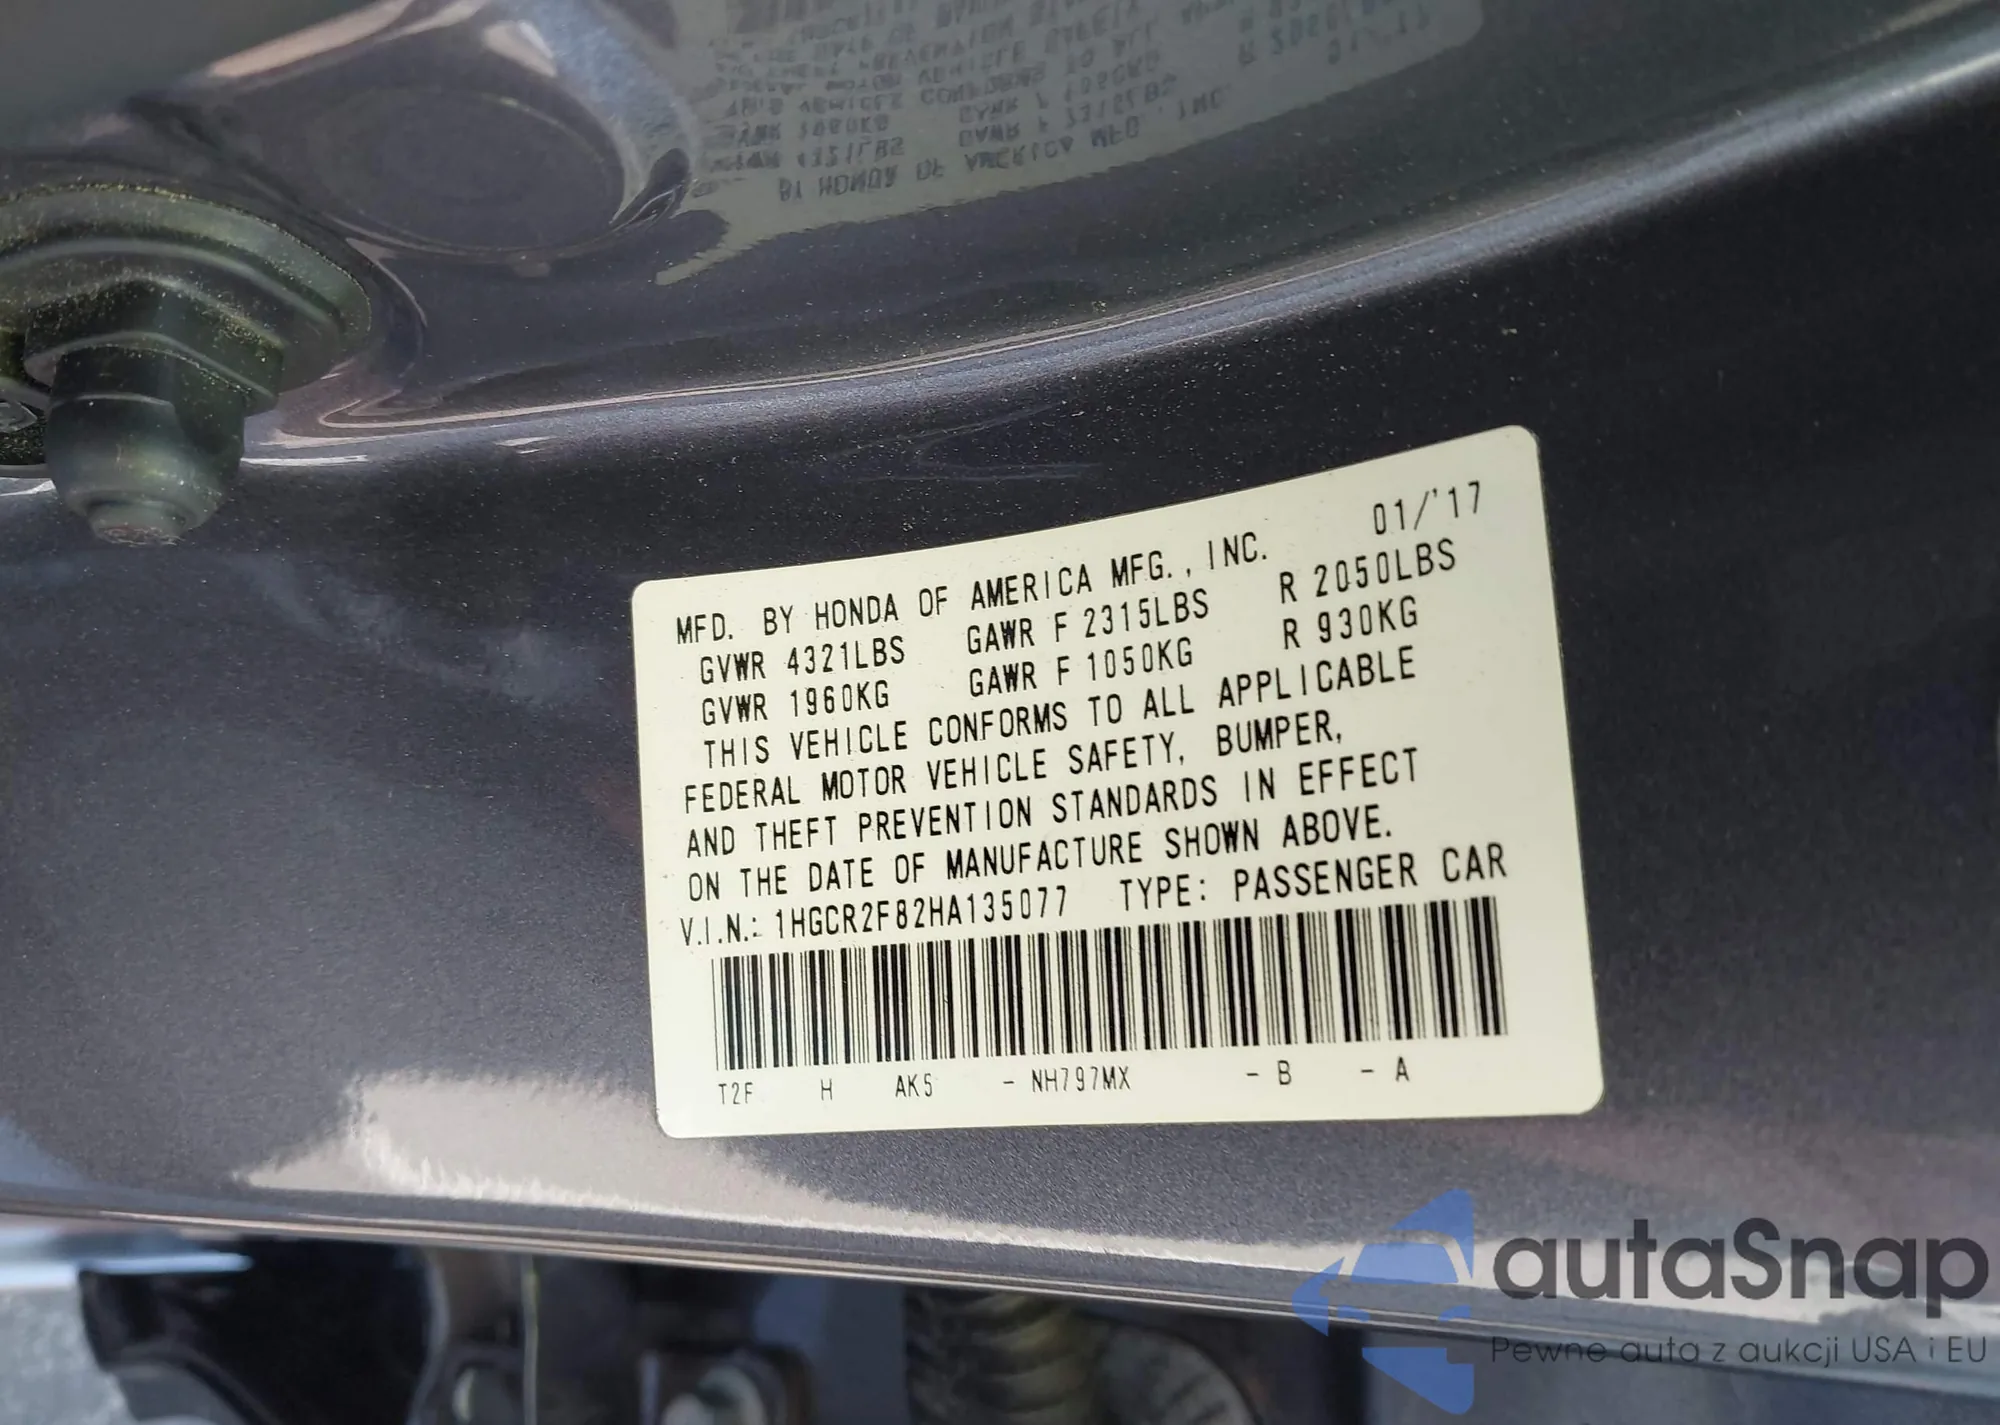 MFD. BY HONDA OF AMERICA MFG., INC. 01/'17
GVWR 4321LBS GAWR F 2315LBS R 2050LBS
GVWR 1960KG GAWR F 1050KG R 930KG
THIS VEHICLE CONFORMS TO ALL APPLICABLE
FEDERAL MOTOR VEHICLE SAFETY, BUMPER,
AND THEFT PREVENTION STANDARDS IN EFFECT
ON THE DATE OF MANUFACTURE SHOWN ABOVE.
V.I.N.: 1HGCR2F82HA135077 TYPE: PASSENGER CAR
T2F H AK5 - NH797MX - B - A
autaSnap
Pewne auta z aukcji USA i EU